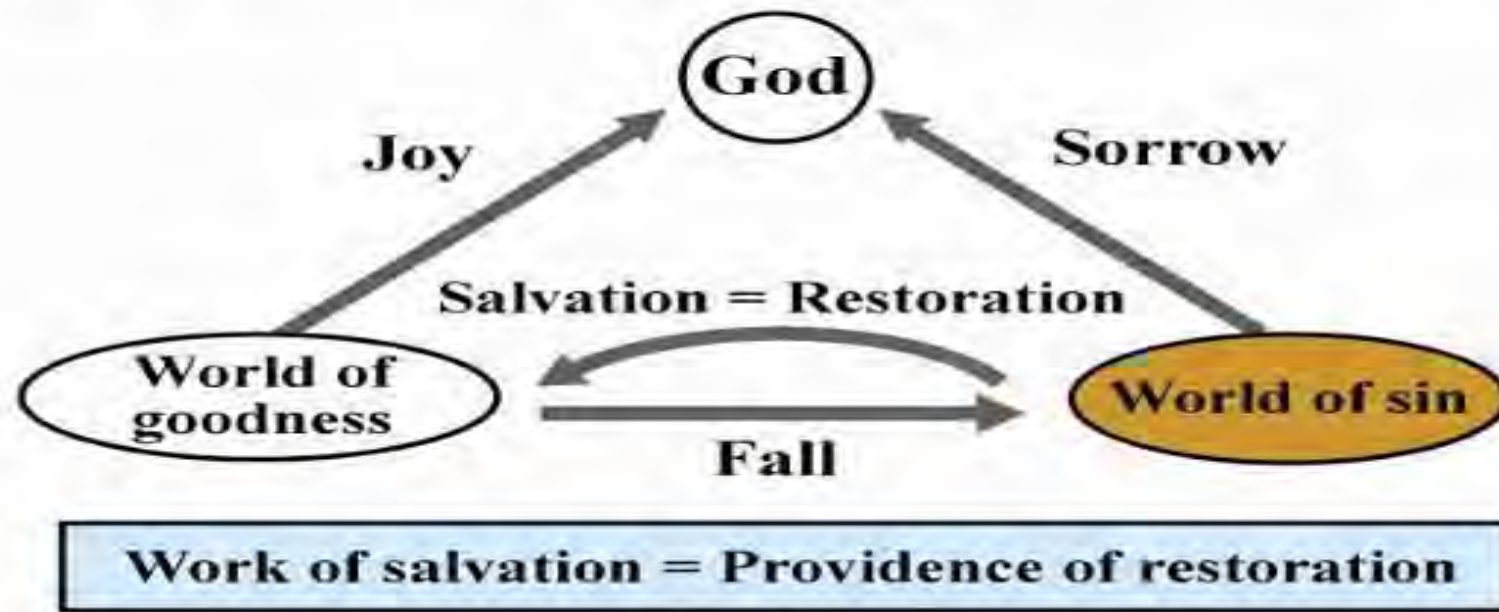 God
Joy
Sorrow
Salvation = Restoration
World of
goodness
World of sin
Fall
Work of salvation = Providence of restoration